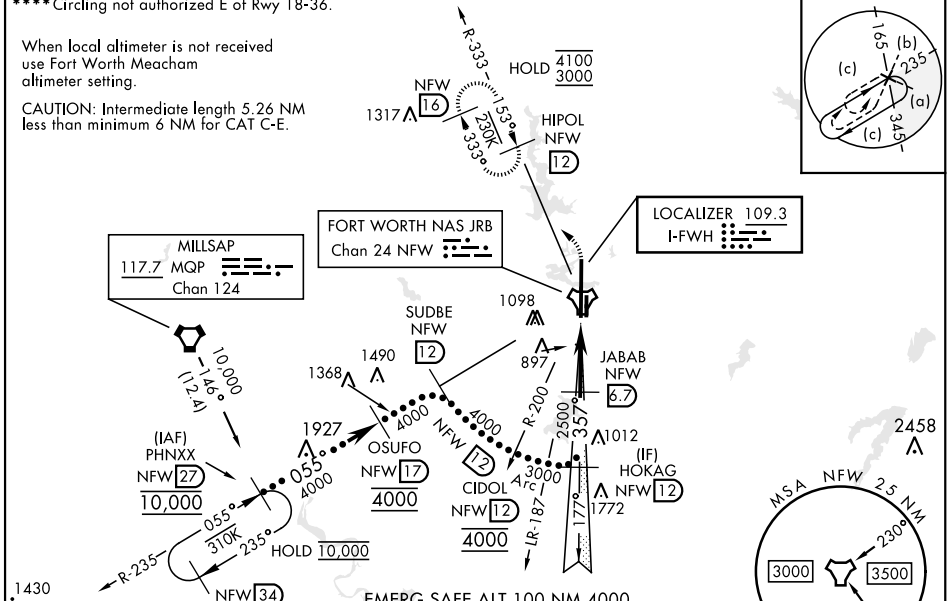 ****Circling not authorized E of Rwy 18-36.
When local altimeter is not received
use Fort Worth Meacham
altimeter setting.
CAUTION: Intermediate length 5.26 NM
less than minimum 6 NM for CAT C-E.
R-333
HOLD 4100
3000
NFW
16
1317
153°
230K
333°
HIPOL
NFW
12
165
(b)
235
(c)
(a)
(c)
345
FORT WORTH NAS JRB
Chan 24 NFW
LOCALIZER 109.3
I-FWH
MILLSAP
117.7 MQP
Chan 124
10,000
146°
(12.4)
SUDBE
NFW
12
1098
897
1490
1368
JABAB
NFW
6.7
R-200
2500
357°
4000
4000
1927
(IAF)
PHNXX
NFW 27
10,000
055°
4000
OSUFO
NFW 17
4000
NFW
12
Arc
3000
1012
(IF)
HOKAG
NFW 12
CIDOL
NFW 12
4000
LR-187
177°
1772
2458
055°
310K
235°
HOLD 10,000
R-235
NFW 34
1430
MSA NFW 25 NM
230°
3000
3500
EMERG SAFE ALT 100 NM 4000